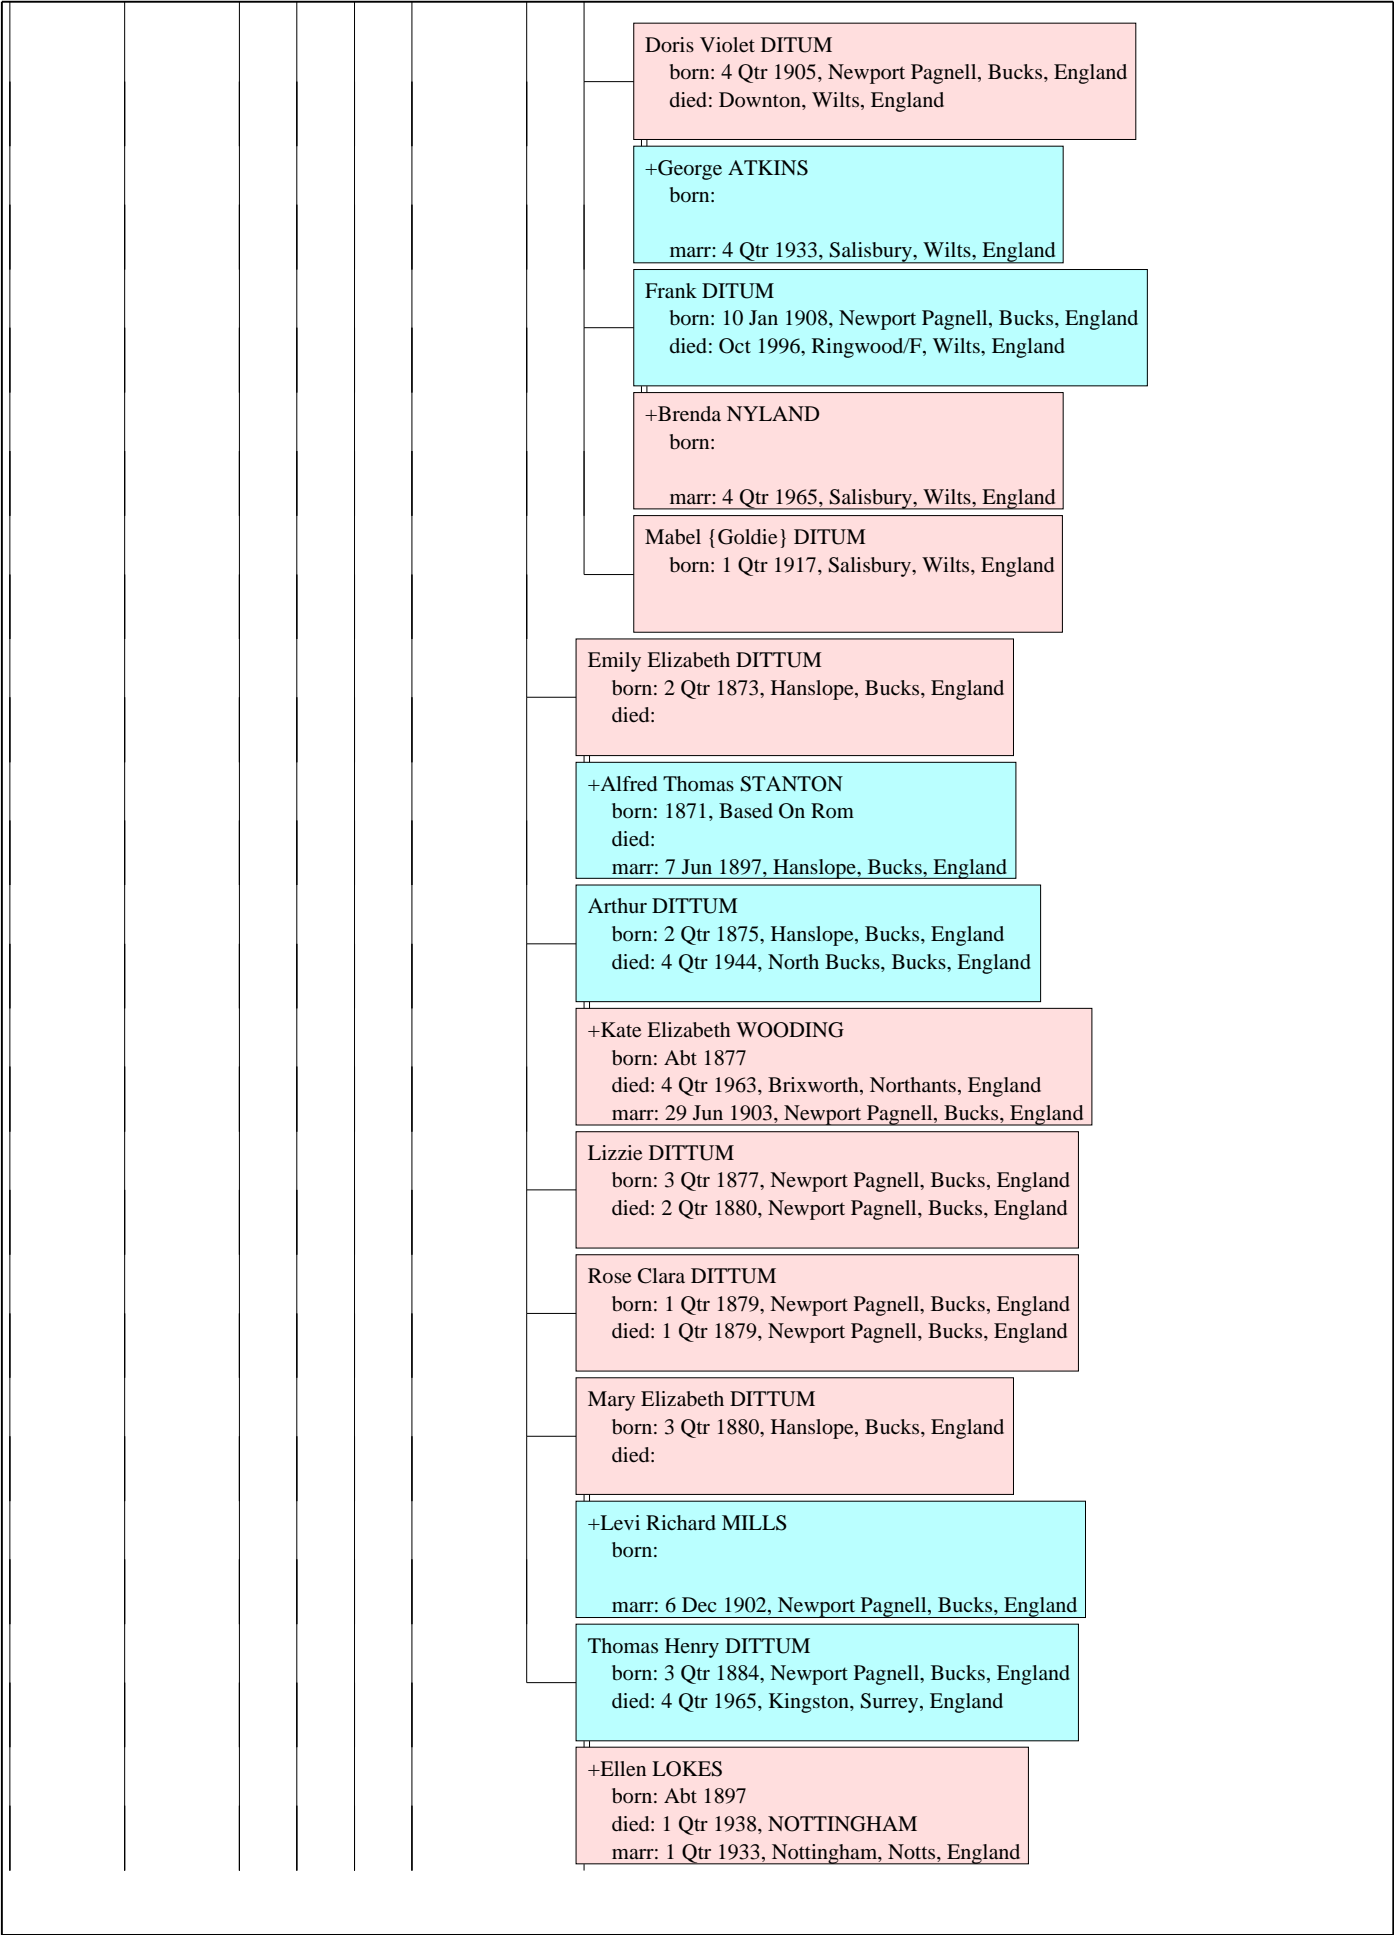 Doris Violet DITUM
born: 4 Qtr 1905, Newport Pagnell, Bucks, England
died: Downton, Wilts, England
+George ATKINS
born:
marr: 4 Qtr 1933, Salisbury, Wilts, England
Frank DITUM
born: 10 Jan 1908, Newport Pagnell, Bucks, England
died: Oct 1996, Ringwood/F, Wilts, England
+Brenda NYLAND
born:
marr: 4 Qtr 1965, Salisbury, Wilts, England
Mabel {Goldie} DITUM
born: 1 Qtr 1917, Salisbury, Wilts, England
Emily Elizabeth DITTUM
born: 2 Qtr 1873, Hanslope, Bucks, England
died:
+Alfred Thomas STANTON
born: 1871, Based On Rom
died:
marr: 7 Jun 1897, Hanslope, Bucks, England
Arthur DITTUM
born: 2 Qtr 1875, Hanslope, Bucks, England
died: 4 Qtr 1944, North Bucks, Bucks, England
+Kate Elizabeth WOODING
born: Abt 1877
died: 4 Qtr 1963, Brixworth, Northants, England
marr: 29 Jun 1903, Newport Pagnell, Bucks, England
Lizzie DITTUM
born: 3 Qtr 1877, Newport Pagnell, Bucks, England
died: 2 Qtr 1880, Newport Pagnell, Bucks, England
Rose Clara DITTUM
born: 1 Qtr 1879, Newport Pagnell, Bucks, England
died: 1 Qtr 1879, Newport Pagnell, Bucks, England
Mary Elizabeth DITTUM
born: 3 Qtr 1880, Hanslope, Bucks, England
died:
+Levi Richard MILLS
born:
marr: 6 Dec 1902, Newport Pagnell, Bucks, England
Thomas Henry DITTUM
born: 3 Qtr 1884, Newport Pagnell, Bucks, England
died: 4 Qtr 1965, Kingston, Surrey, England
+Ellen LOKES
born: Abt 1897
died: 1 Qtr 1938, NOTTINGHAM
marr: 1 Qtr 1933, Nottingham, Notts, England